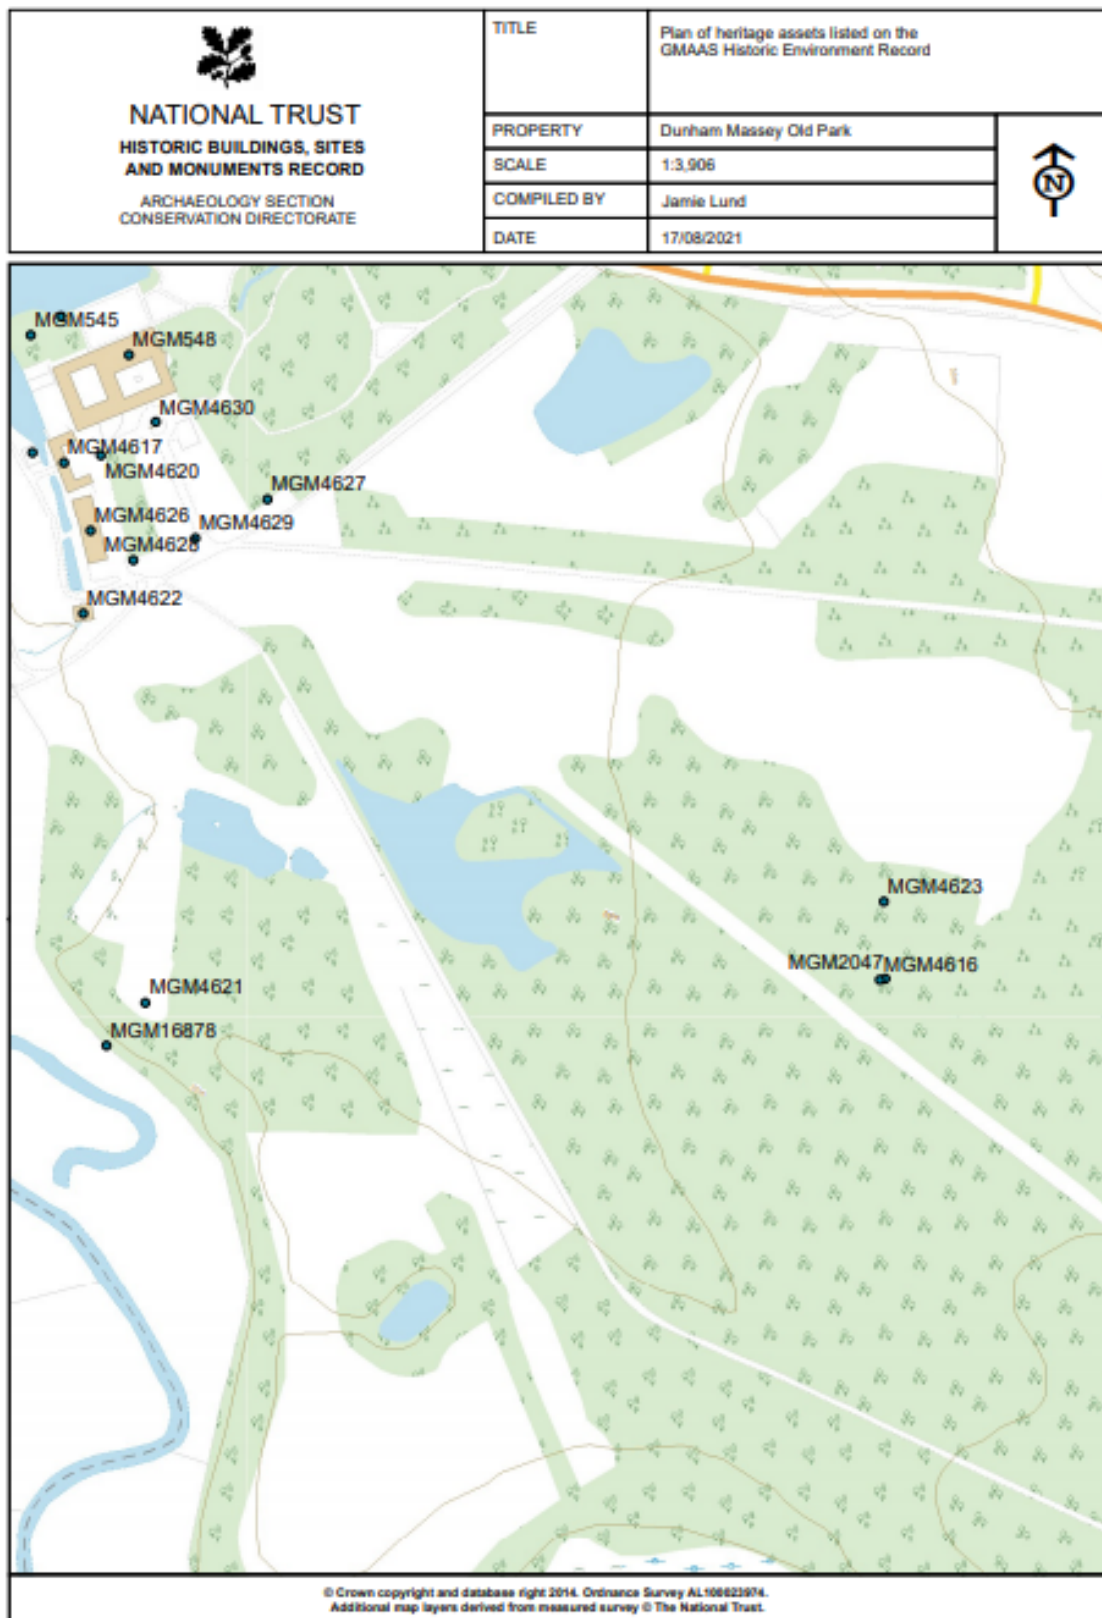 NATIONAL TRUST
HISTORIC BUILDINGS, SITES
AND MONUMENTS RECORD
ARCHAEOLOGY SECTION
CONSERVATION DIRECTORATE
TITLE
Plan of heritage assets listed on the
GMAAS Historic Environment Record
PROPERTY
Dunham Massey Old Park
SCALE
1:3,906
COMPILED BY
Jamie Lund
DATE
17/08/2021
N
MGM545
MGM548
MGM4630
MGM4617
MGM4620
MGM4627
MGM4626
MGM4629
MGM4628
MGM4622
MGM4623
MGM2047
MGM4616
MGM4621
MGM16878
© Crown copyright and database right 2014. Ordnance Survey AL100023974.
Additional map layers derived from measured survey © The National Trust.